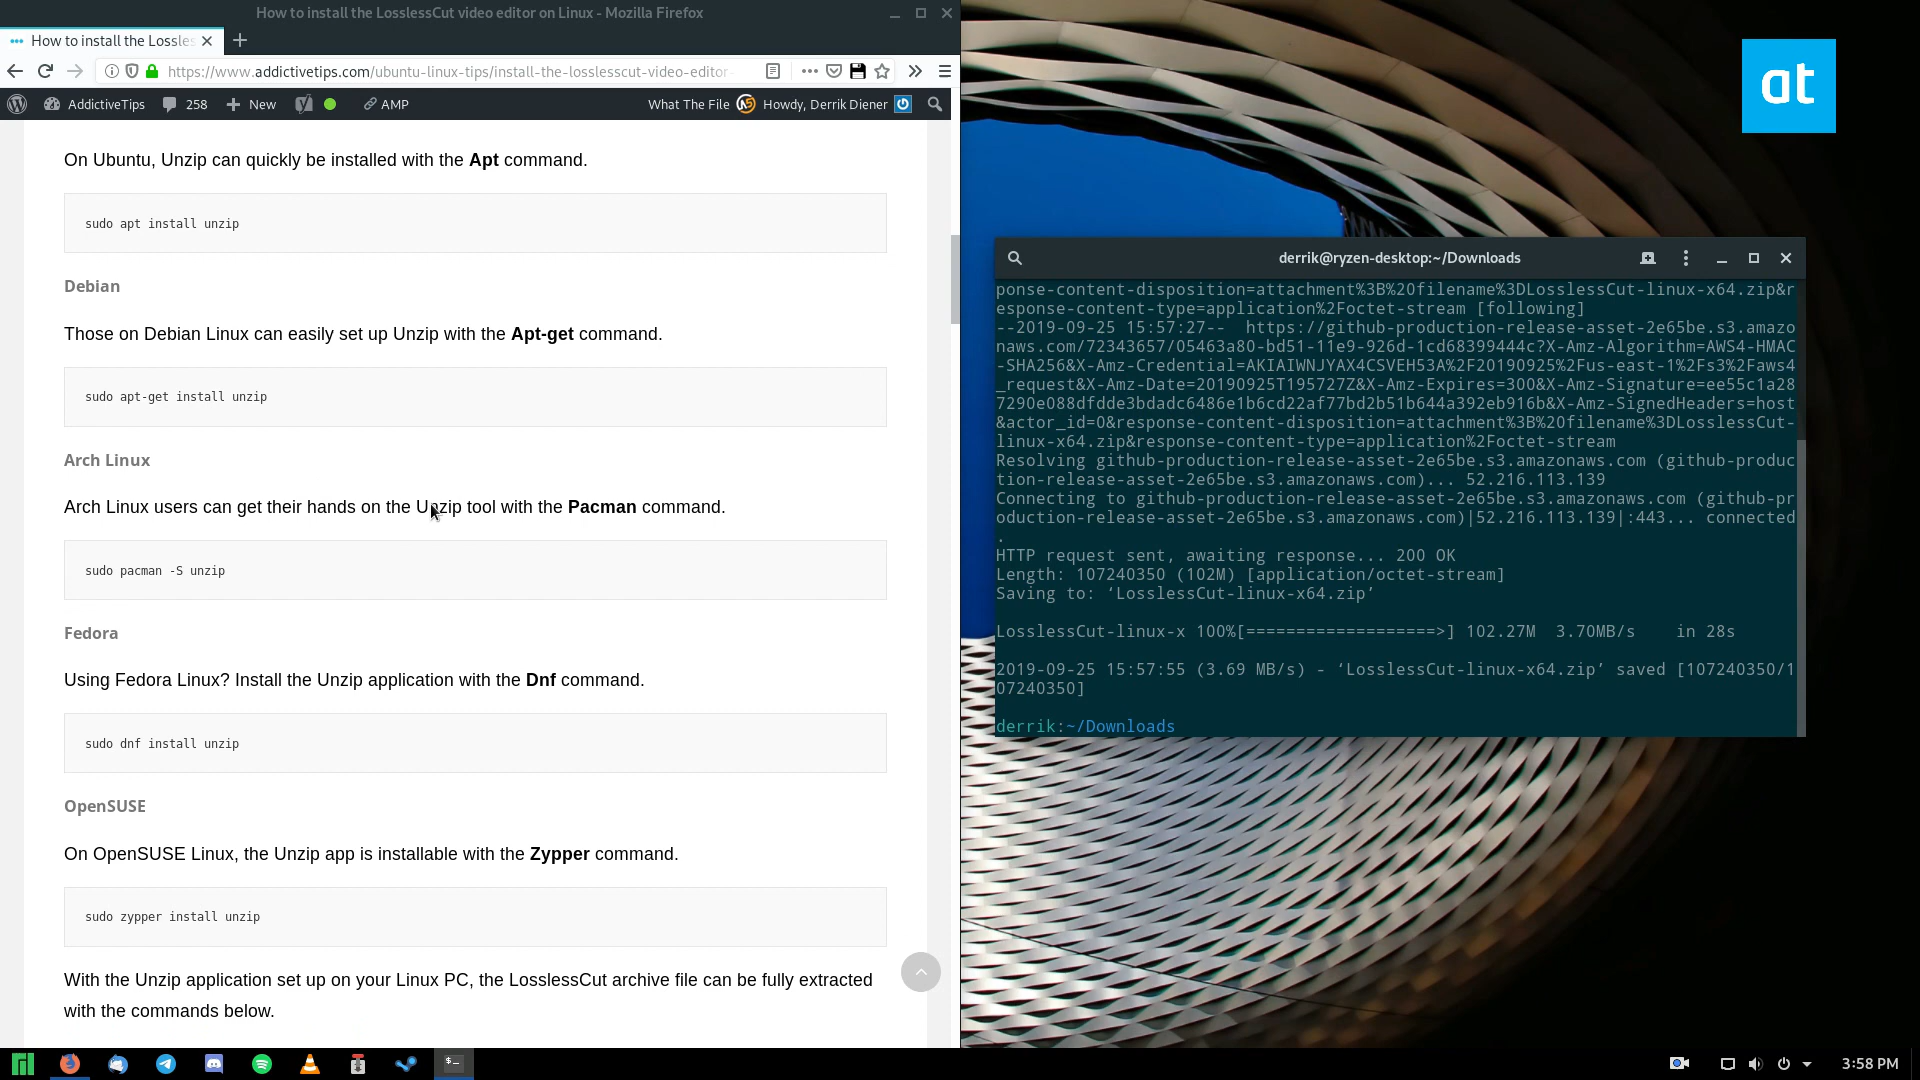 How to install the LosslessCut video editor on Linux - Mozilla Firefox
How to install the Lossles
https://www.addictivetips.com/ubuntu-linux-tips/install-the-losslesscut-video-editor-
AddictiveTips 258 New AMP What The File Howdy, Derrik Diener
On Ubuntu, Unzip can quickly be installed with the Apt command.
sudo apt install unzip
Debian
Those on Debian Linux can easily set up Unzip with the Apt-get command.
sudo apt-get install unzip
Arch Linux
Arch Linux users can get their hands on the Unzip tool with the Pacman command.
sudo pacman -S unzip
Fedora
Using Fedora Linux? Install the Unzip application with the Dnf command.
sudo dnf install unzip
OpenSUSE
On OpenSUSE Linux, the Unzip app is installable with the Zypper command.
sudo zypper install unzip
With the Unzip application set up on your Linux PC, the LosslessCut archive file can be fully extracted
with the commands below.
at
derrik@ryzen-desktop:~/Downloads
ponse-content-disposition=attachment%3B%20filename%3DLosslessCut-linux-x64.zip&r
esponse-content-type=application%2Foctet-stream [following]
--2019-09-25 15:57:27--  https://github-production-release-asset-2e65be.s3.amazo
naws.com/72343657/05463a80-bd51-11e9-926d-1cd68399444c?X-Amz-Algorithm=AWS4-HMAC
-SHA256&X-Amz-Credential=AKIAIWNJYAX4CSVEH53A%2F20190925%2Fus-east-1%2Fs3%2Faws4
_request&X-Amz-Date=20190925T195727Z&X-Amz-Expires=300&X-Amz-Signature=ee55c1a28
7290e088dfdde3bdadc6486e1b6cd22af77bd2b51b644a392eb916b&X-Amz-SignedHeaders=host
&actor_id=0&response-content-disposition=attachment%3B%20filename%3DLosslessCut-
linux-x64.zip&response-content-type=application%2Foctet-stream
Resolving github-production-release-asset-2e65be.s3.amazonaws.com (github-produc
tion-release-asset-2e65be.s3.amazonaws.com)... 52.216.113.139
Connecting to github-production-release-asset-2e65be.s3.amazonaws.com (github-pr
oduction-release-asset-2e65be.s3.amazonaws.com)|52.216.113.139|:443... connected
.
HTTP request sent, awaiting response... 200 OK
Length: 107240350 (102M) [application/octet-stream]
Saving to: ‘LosslessCut-linux-x64.zip’
LosslessCut-linux-x 100%[===================>] 102.27M  3.70MB/s    in 28s
2019-09-25 15:57:55 (3.69 MB/s) - ‘LosslessCut-linux-x64.zip’ saved [107240350/1
07240350]
derrik:~/Downloads
3:58 PM